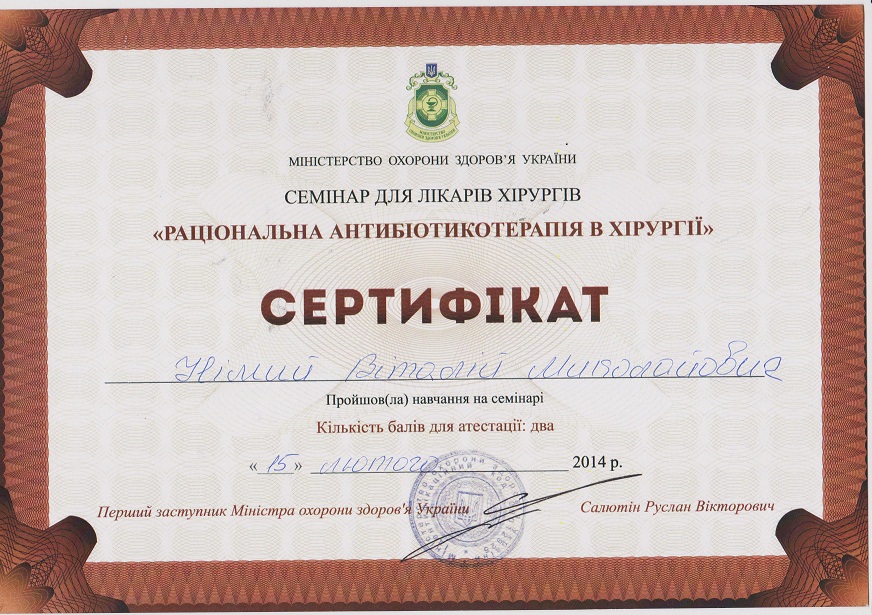 МІНІСТЕРСТВО ОХОРОНИ ЗДОРОВ'Я УКРАЇНИ
СЕМІНАР ДЛЯ ЛІКАРІВ ХІРУРГІВ
«РАЦІОНАЛЬНА АНТИБІОТИКОТЕРАПІЯ В ХІРУРГІЇ»
СЕРТИФІКАТ
Німий Віталій Миколайович
Пройшов(ла) навчання на семінарі
Кількість балів для атестації: два
«15» лютого 2014 р.
Перший заступник Міністра охорони здоров'я України Салютін Руслан Вікторович